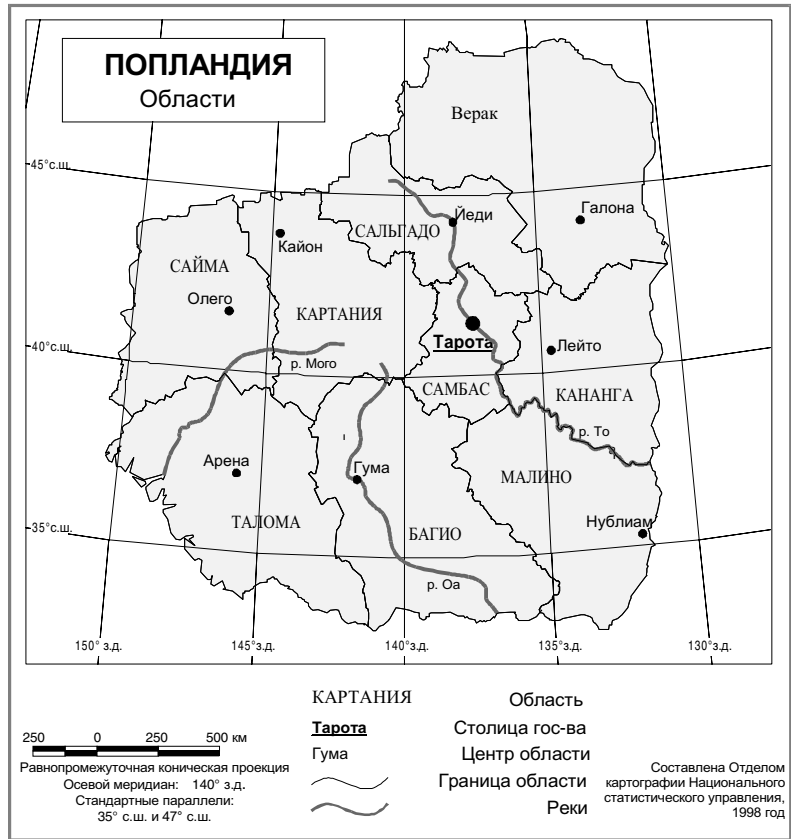 ПОПЛАНДИЯ
Области
Верак
45°с.ш.
Йеди
Галона
САЛЬГАДО
Кайон
САЙМА
Олего
КАРТАНИЯ
Тарота
Лейто
40°с.ш.
р. Мого
САМБАС
КАНАНГА
р. То
Арена
Гума
МАЛИНО
ТАЛОМА
БАГИО
Нублиам
35°с.ш.
р. Оа
150° з.д.
145° з.д.
140° з.д.
135° з.д.
130° з.д.
КАРТАНИЯ Область
Тарота Столица гос-ва
Гума Центр области
Граница области
Реки
250 0 250 500 км
Равнопромежуточная коническая проекция
Осевой меридиан: 140° з.д.
Стандартные параллели:
35° с.ш. и 47° с.ш.
Составлена Отделом
картографии Национального
статистического управления,
1998 год